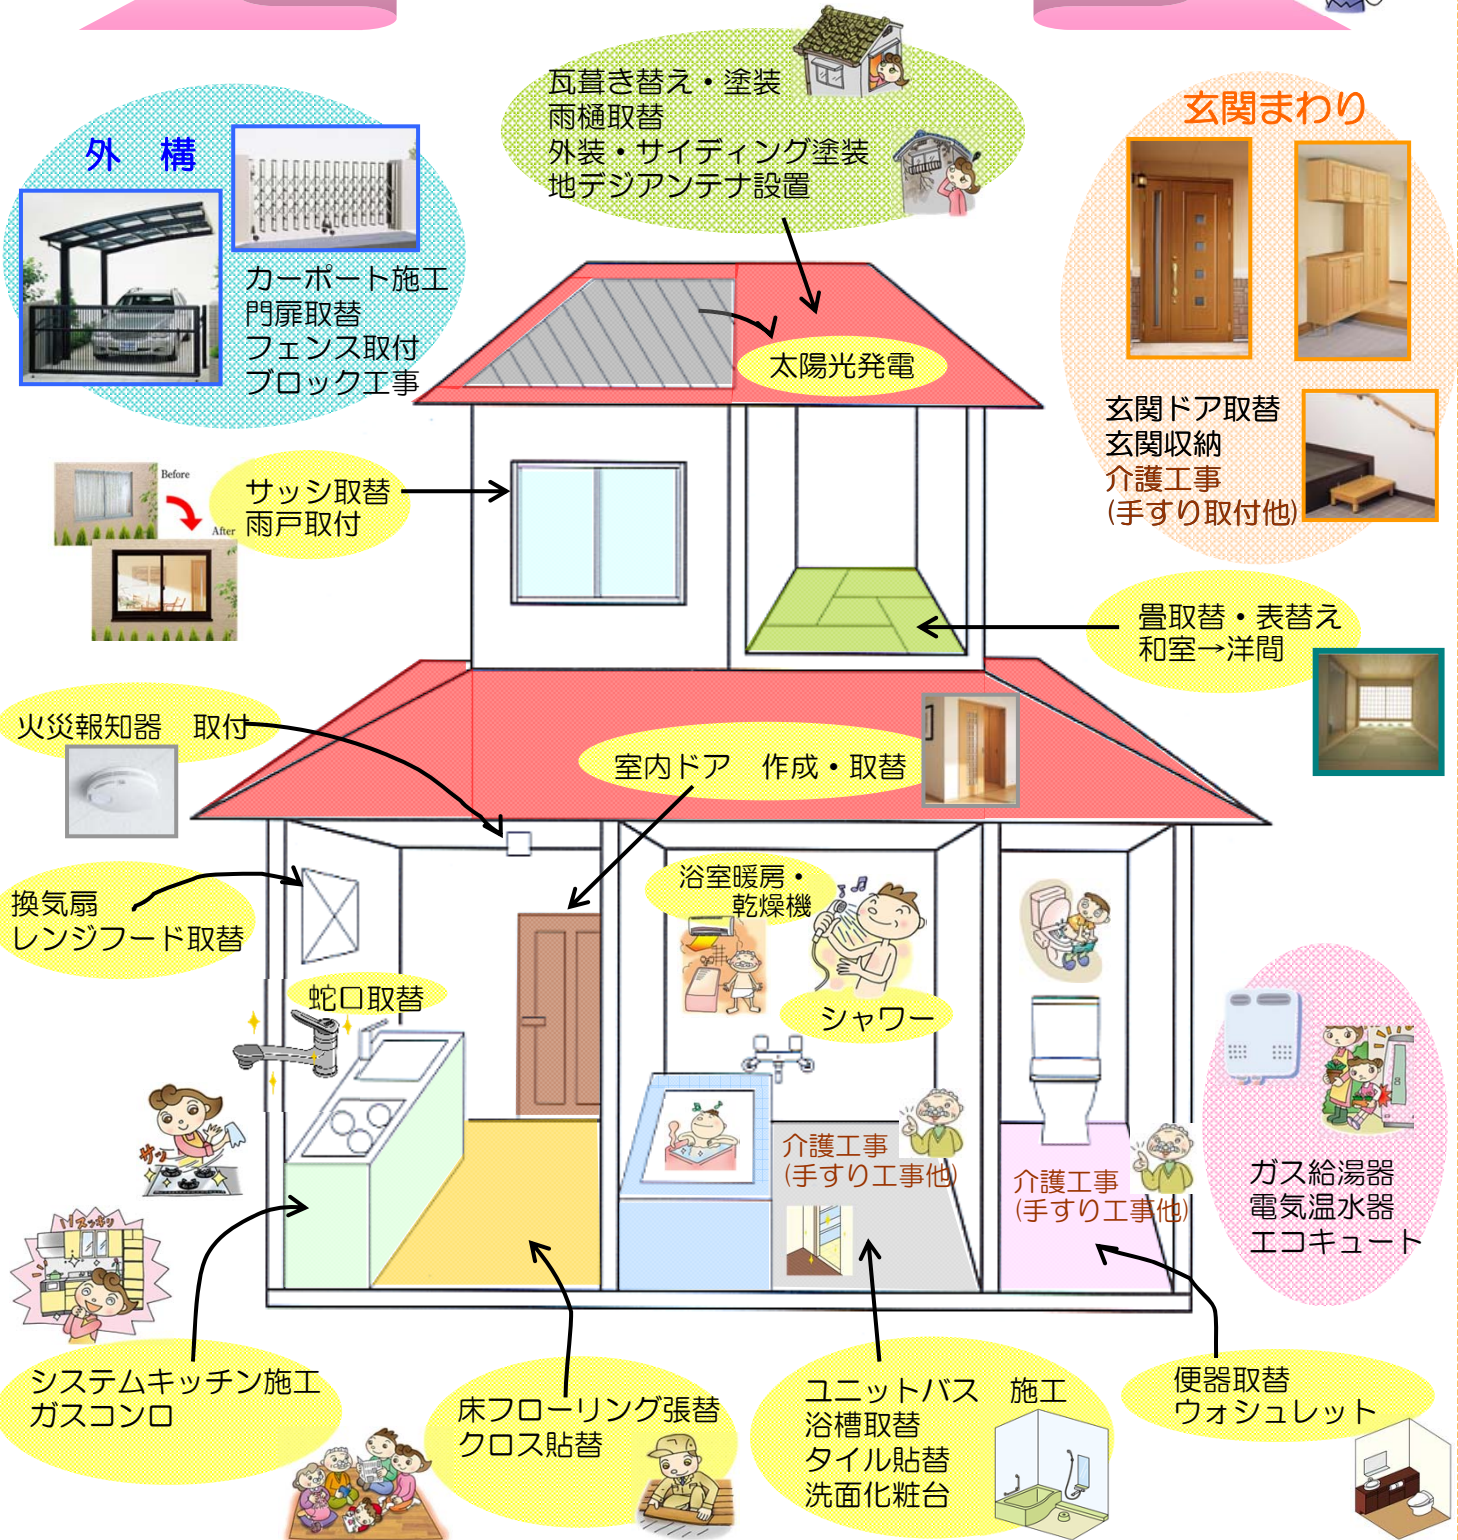 瓦葺き替え・塗装
雨樋取替
外装・サイディング塗装
地デジアンテナ設置
外　構
カーポート施工
門扉取替
フェンス取付
ブロック工事
玄関まわり
玄関ドア取替
玄関収納
介護工事
(手すり取付他)
太陽光発電
Before
After
サッシ取替
雨戸取付
畳取替・表替え
和室→洋間
火災報知器　取付
室内ドア　作成・取替
換気扇
レンジフード取替
浴室暖房・
乾燥機
蛇口取替
シャワー
サッ
介護工事
(手すり工事他)
介護工事
(手すり工事他)
8
ガス給湯器
電気温水器
エコキュート
システムキッチン施工
ガスコンロ
床フローリング張替
クロス貼替
ユニットバス　施工
浴槽取替
タイル貼替
洗面化粧台
便器取替
ウォシュレット